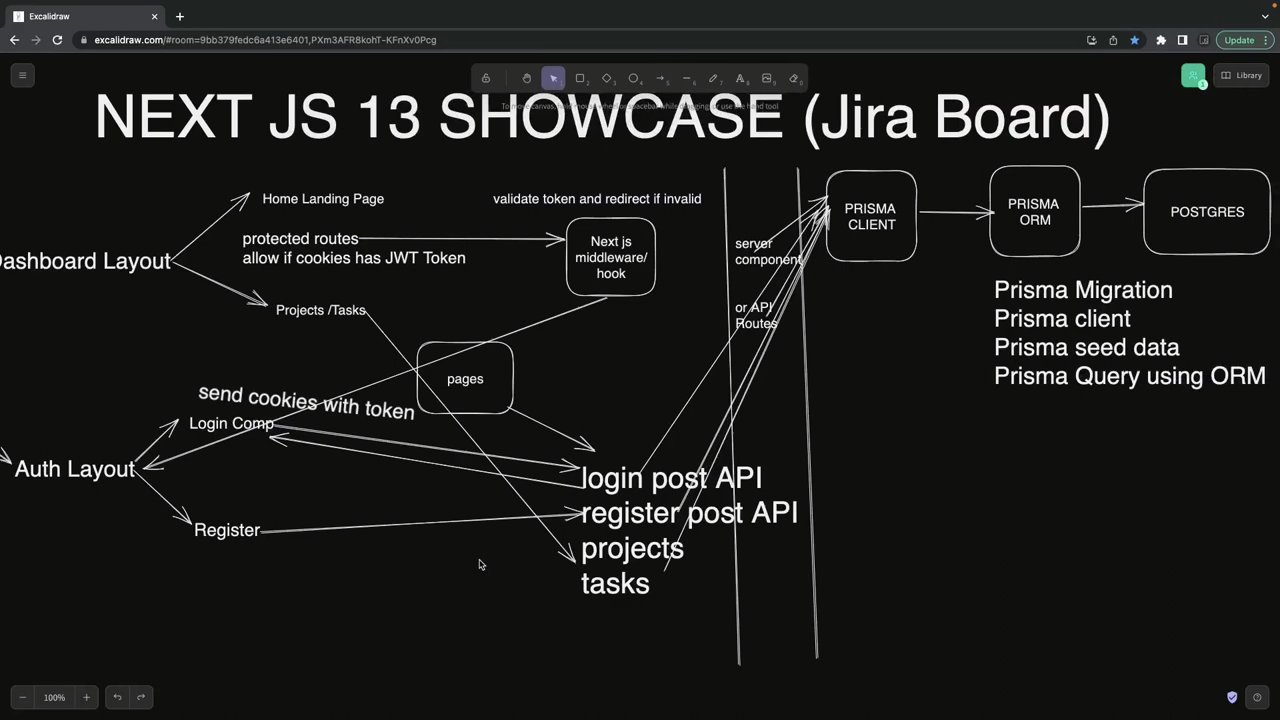 Excalidraw
excalidraw.com/#room=9bb379fedc6a413e6401,PXm3AFR8kohT-KFnXv0Pcg
Update
Library
NEXT JS 13 SHOWCASE (Jira Board)
Home Landing Page
validate token and redirect if invalid
protected routes
allow if cookies has JWT Token
Next js
middleware/
hook
Dashboard Layout
Projects /Tasks
server
component
or API
Routes
PRISMA
CLIENT
PRISMA
ORM
POSTGRES
Prisma Migration
Prisma client
Prisma seed data
Prisma Query using ORM
pages
send cookies with token
Login Comp
Auth Layout
Register
login post API
register post API
projects
tasks
100%